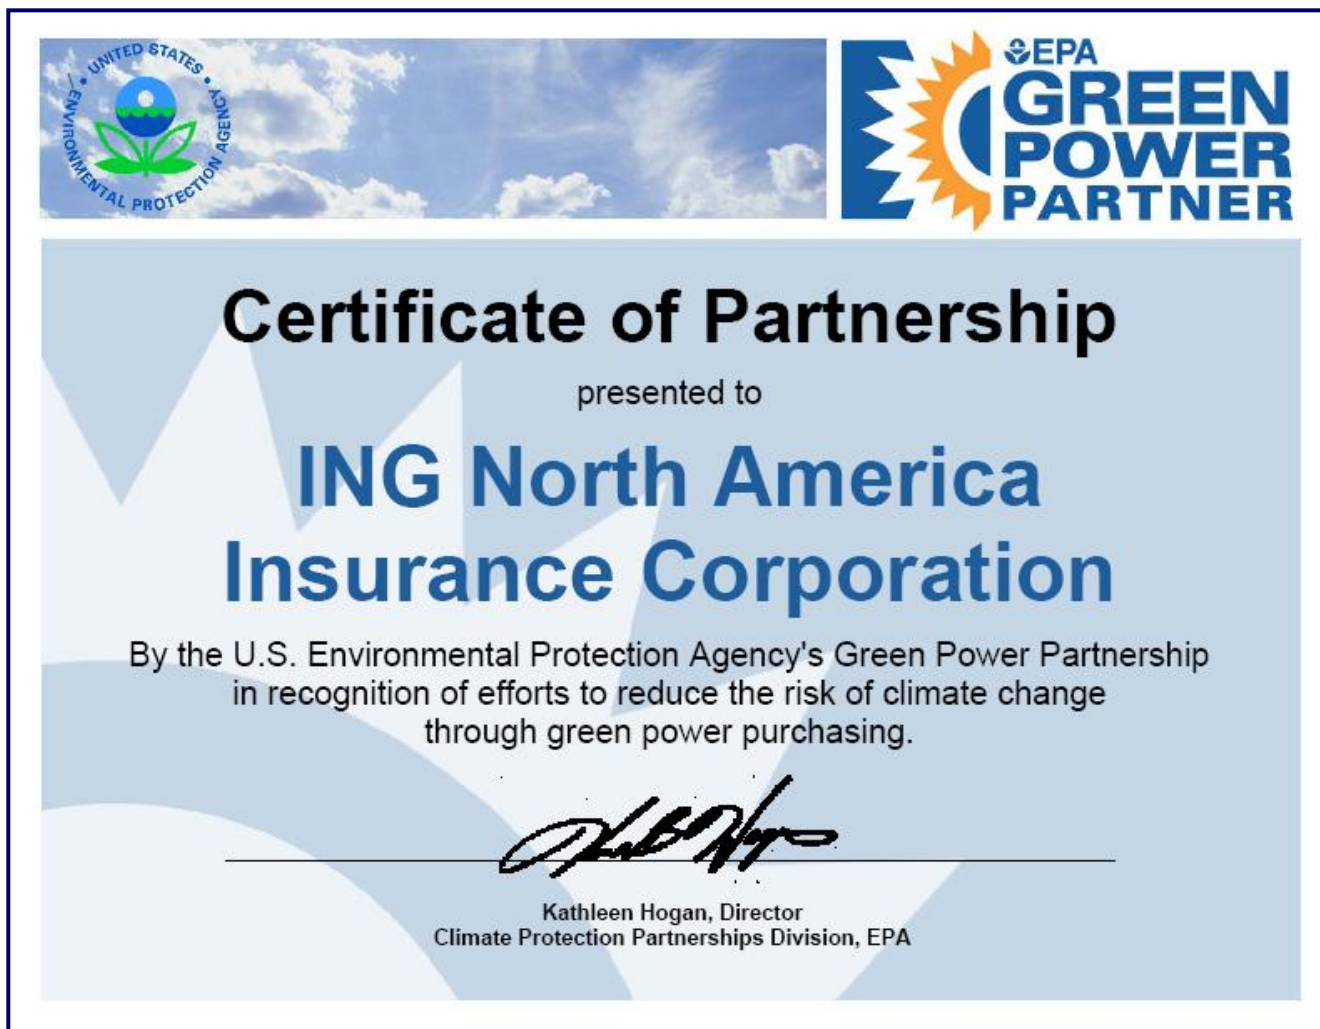 UNITED STATES
ENVIRONMENTAL PROTECTION AGENCY
EPA
GREEN
POWER
PARTNER
Certificate of Partnership
presented to
ING North America
Insurance Corporation
By the U.S. Environmental Protection Agency's Green Power Partnership
in recognition of efforts to reduce the risk of climate change
through green power purchasing.
Kathleen Hogan, Director
Climate Protection Partnerships Division, EPA